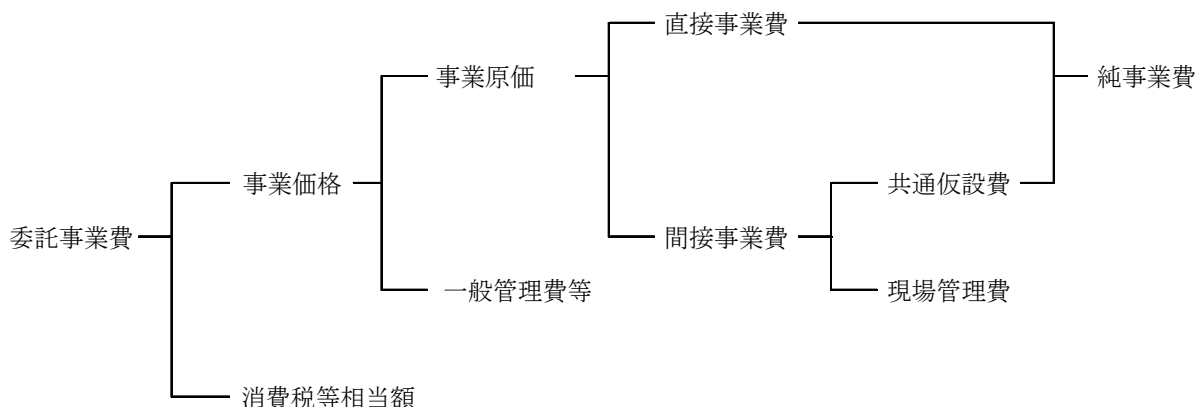 直接事業費
事業原価
純事業費
事業価格
共通仮設費
委託事業費
間接事業費
一般管理費等
現場管理費
消費税等相当額